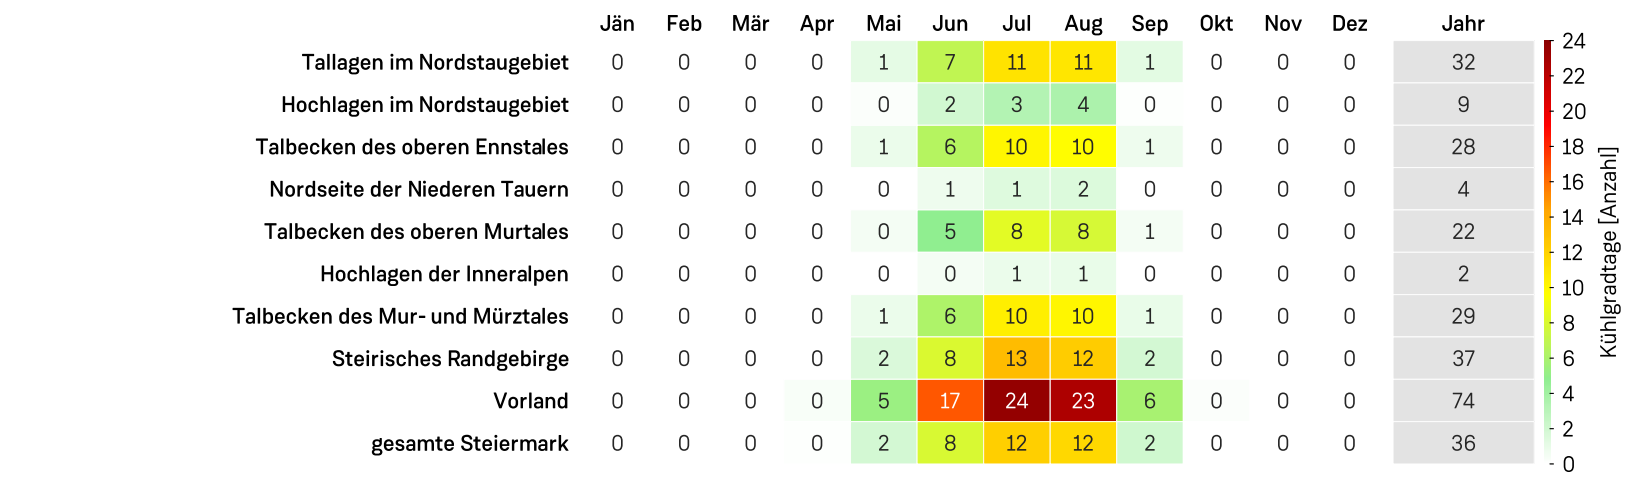 Jän Feb Mär Apr Mai Jun Jul Aug Sep Okt Nov Dez Jahr
Tallagen im Nordstaugebiet 0 0 0 0 1 7 11 11 1 0 0 0 32
Hochlagen im Nordstaugebiet 0 0 0 0 0 2 3 4 0 0 0 0 9
Talbecken des oberen Ennstales 0 0 0 0 1 6 10 10 1 0 0 0 28
Nordseite der Niederen Tauern 0 0 0 0 0 1 1 2 0 0 0 0 4
Talbecken des oberen Murtales 0 0 0 0 0 5 8 8 1 0 0 0 22
Hochlagen der Inneralpen 0 0 0 0 0 0 1 1 0 0 0 0 2
Talbecken des Mur- und Mürztales 0 0 0 0 1 6 10 10 1 0 0 0 29
Steirisches Randgebirge 0 0 0 0 2 8 13 12 2 0 0 0 37
Vorland 0 0 0 0 5 17 24 23 6 0 0 0 74
gesamte Steiermark 0 0 0 0 2 8 12 12 2 0 0 0 36
24
22
20
18
16
14
12
10
8
6
4
2
0
Kühlgradtage [Anzahl]